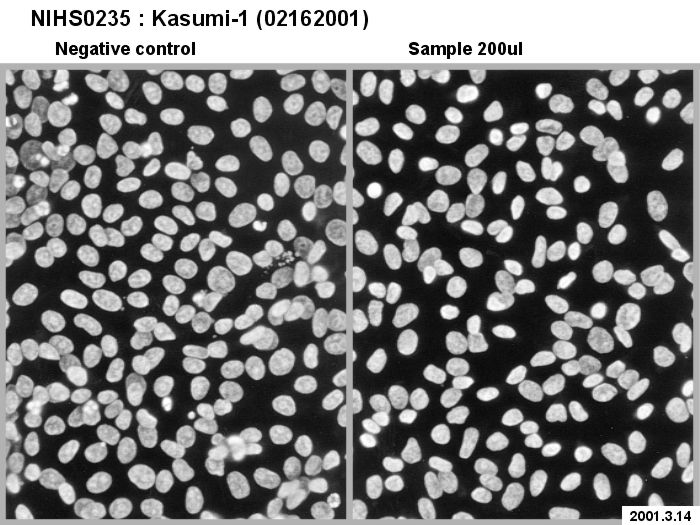 NIHS0235 : Kasumi-1 (02162001)
Negative control
Sample 200ul
2001.3.14